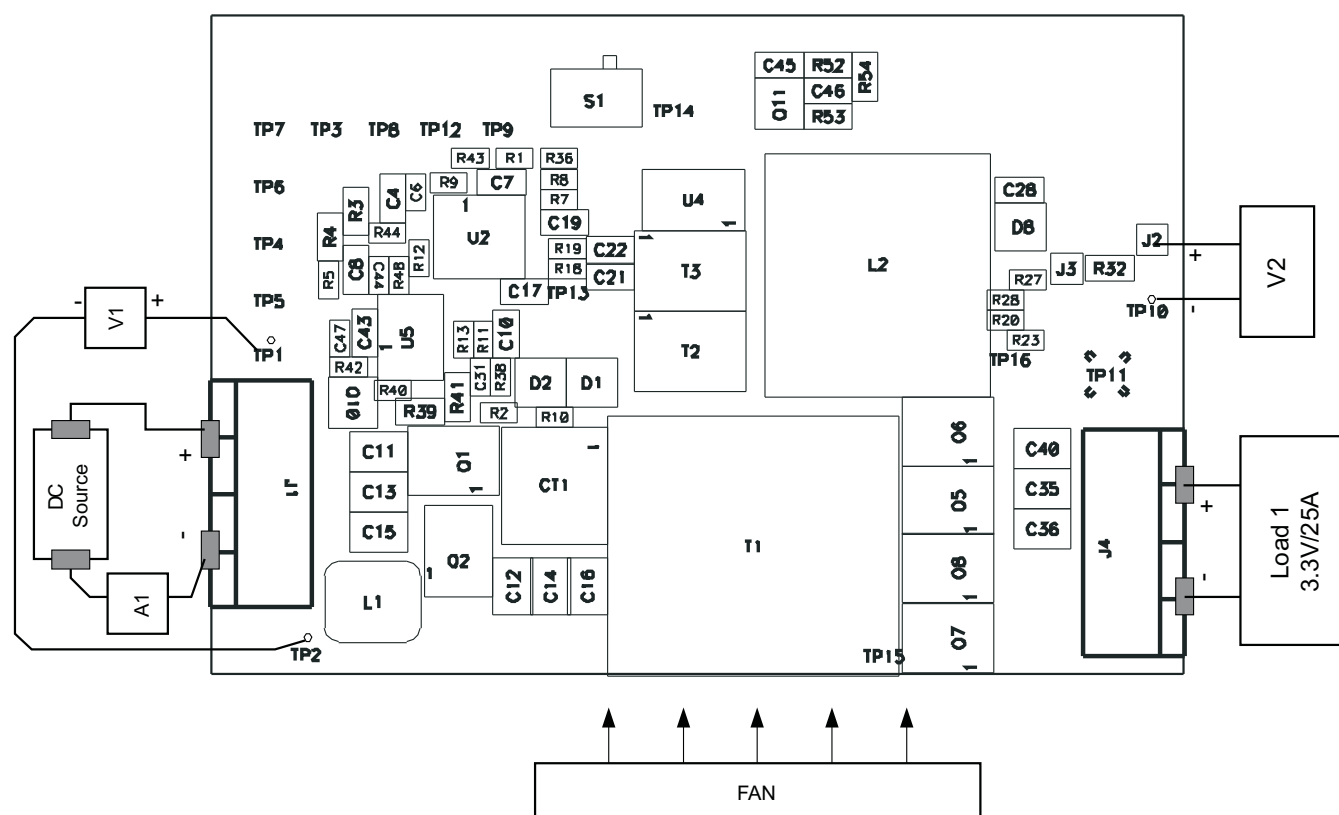 C45 R52 R54
S1 TP14 Q11 C46
R53
TP7 TP3 TP8 TP12 TP9
R43 R1 R36
TP6 R3 C4 C6 R9 C7 R8 U4 C28
R7
1
R4 R44 U2 C19 1 D8
TP4 R12 R19 C22 1 L2 J2
R5 C8 C44 R48 R18 C21 T3 J3 R32 +
V2
C17 TP13 R27
- V1 + TP5 R28 TP10 -
C47 C43 1 U5 R13 R11 C10 1 R20
TP1 T2 R23
TP16
R42 C31 R38 D2 D1 TP11
Q10 R40 R41
R39 R2 R10
DC
Source
+
-
J1
C11 Q1 1 CT1 1 Q6 1 C40
C13 C35
C15 Q5 1 C36
+
-
J4
Load 1
3.3V/25A
T1
Q2 1 Q8 1
A1 L1 C12 C14 C16
TP2 TP15 Q7 1
FAN